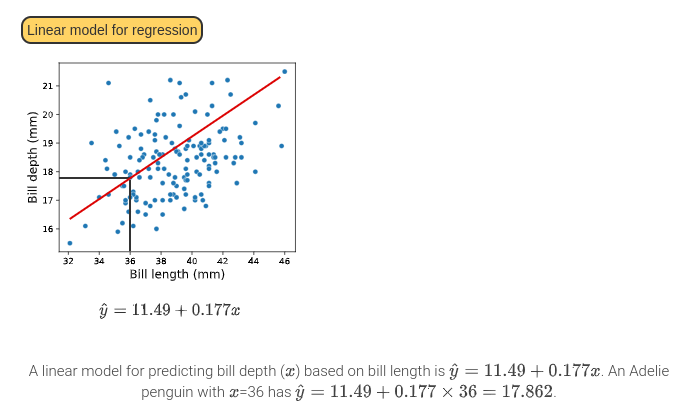 Linear model for regression
21
20
19
18
17
16
Bill depth (mm)
32 34 36 38 40 42 44 46
Bill length (mm)
ŷ = 11.49 + 0.177x
A linear model for predicting bill depth (x) based on bill length is ŷ = 11.49 + 0.177x. An Adelie
penguin with x=36 has ŷ = 11.49 + 0.177 × 36 = 17.862.